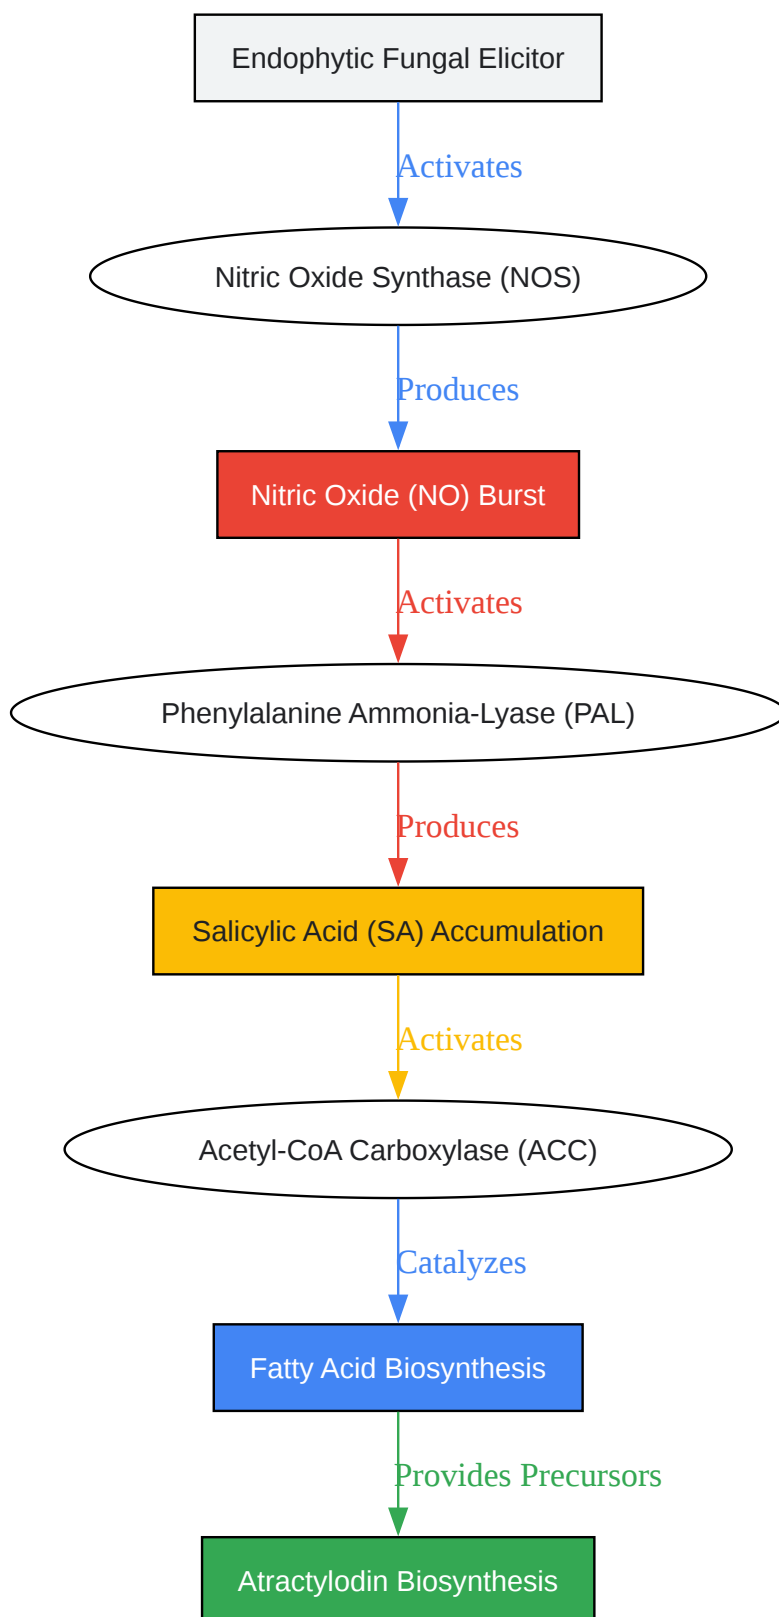 Endophytic Fungal Elicitor
Activates
Nitric Oxide Synthase (NOS)
Produces
Nitric Oxide (NO) Burst
Activates
Phenylalanine Ammonia-Lyase (PAL)
Produces
Salicylic Acid (SA) Accumulation
Activates
Acetyl-CoA Carboxylase (ACC)
Catalyzes
Fatty Acid Biosynthesis
Provides Precursors
Atractylodin Biosynthesis